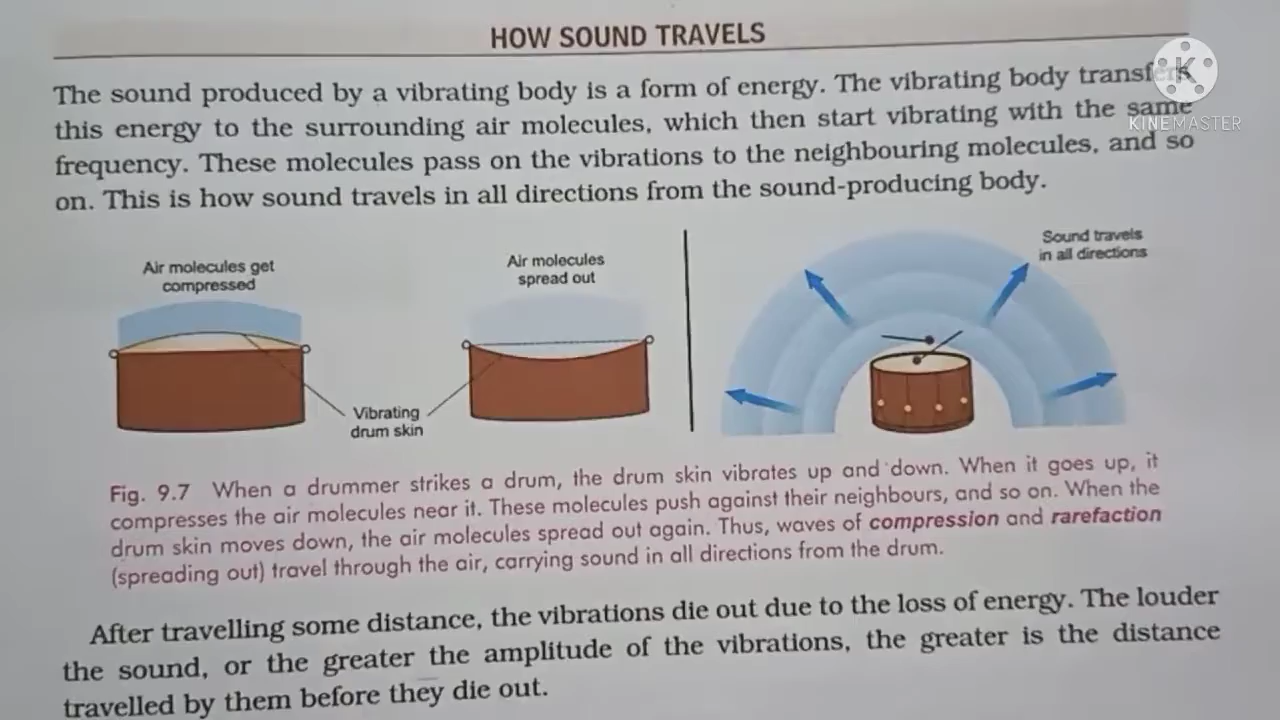 HOW SOUND TRAVELS
The sound produced by a vibrating body is a form of energy. The vibrating body transfers
this energy to the surrounding air molecules, which then start vibrating with the same
frequency. These molecules pass on the vibrations to the neighbouring molecules, and so
on. This is how sound travels in all directions from the sound-producing body.
K
KINEMASTER
Air molecules get
compressed
Air molecules
spread out
Vibrating
drum skin
Sound travels
in all directions
Fig. 9.7 When a drummer strikes a drum, the drum skin vibrates up and down. When it goes up, it
compresses the air molecules near it. These molecules push against their neighbours, and so on. When the
drum skin moves down, the air molecules spread out again. Thus, waves of compression and rarefaction
(spreading out) travel through the air, carrying sound in all directions from the drum.
After travelling some distance, the vibrations die out due to the loss of energy. The louder
the sound, or the greater the amplitude of the vibrations, the greater is the distance
travelled by them before they die out.